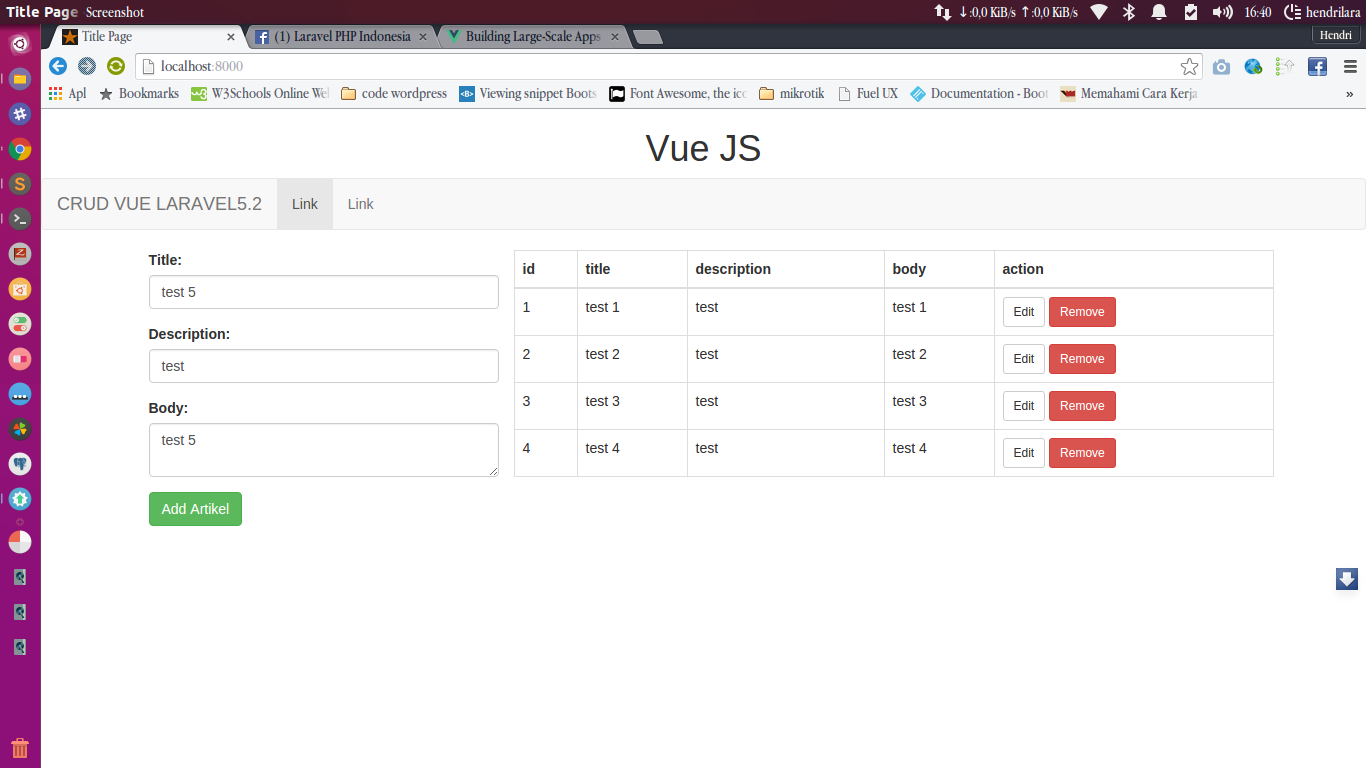 Title Page Screenshot ↓:0,0 KiB/s ↑:0,0 KiB/s 16:40 hendrilara
Title Page (1) Laravel PHP Indonesia Building Large-Scale Apps Hendri
localhost:8000
Apl Bookmarks W3Schools Online We code wordpress Viewing snippet Boots Font Awesome, the ic mikrotik Fuel UX Documentation - Boot Memahami Cara Kerja »
Vue JS
CRUD VUE LARAVEL5.2 Link Link
Title:
test 5
Description:
test
Body:
test 5
Add Artikel
id title description body action
1 test 1 test test 1 Edit Remove
2 test 2 test test 2 Edit Remove
3 test 3 test test 3 Edit Remove
4 test 4 test test 4 Edit Remove